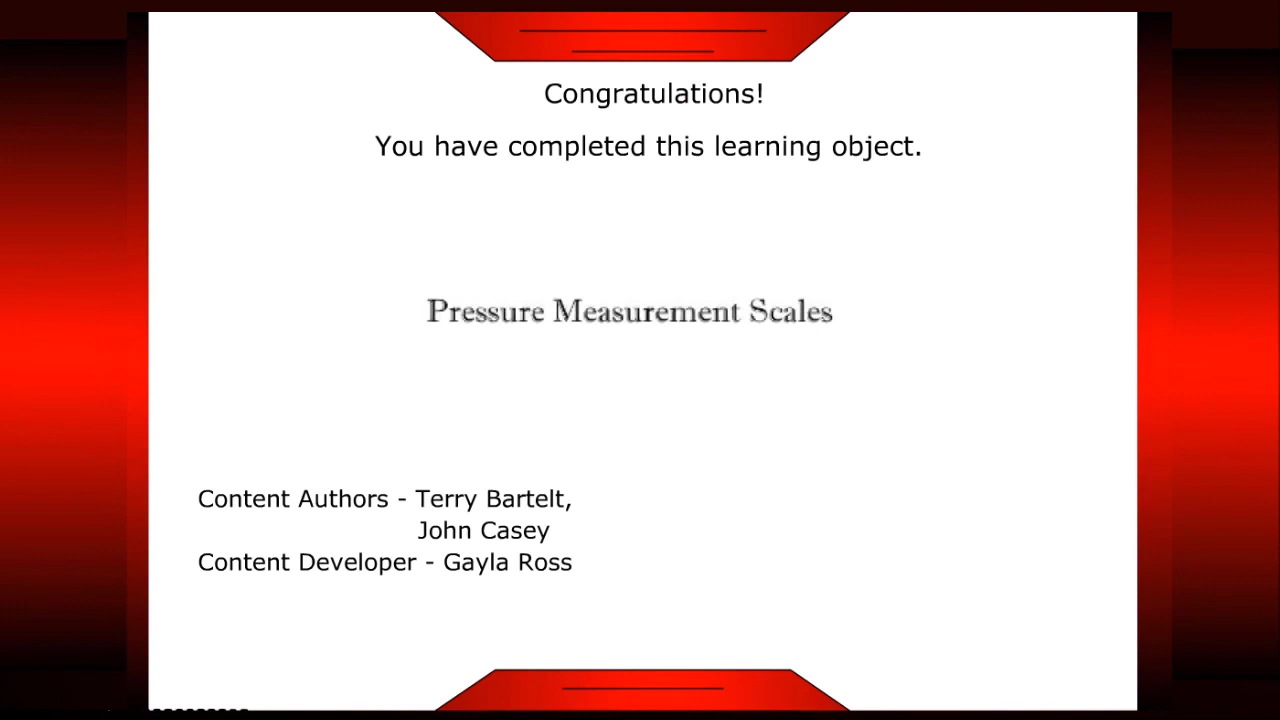 Congratulations!
You have completed this learning object.
Pressure Measurement Scales
Content Authors - Terry Bartelt,
John Casey
Content Developer - Gayla Ross